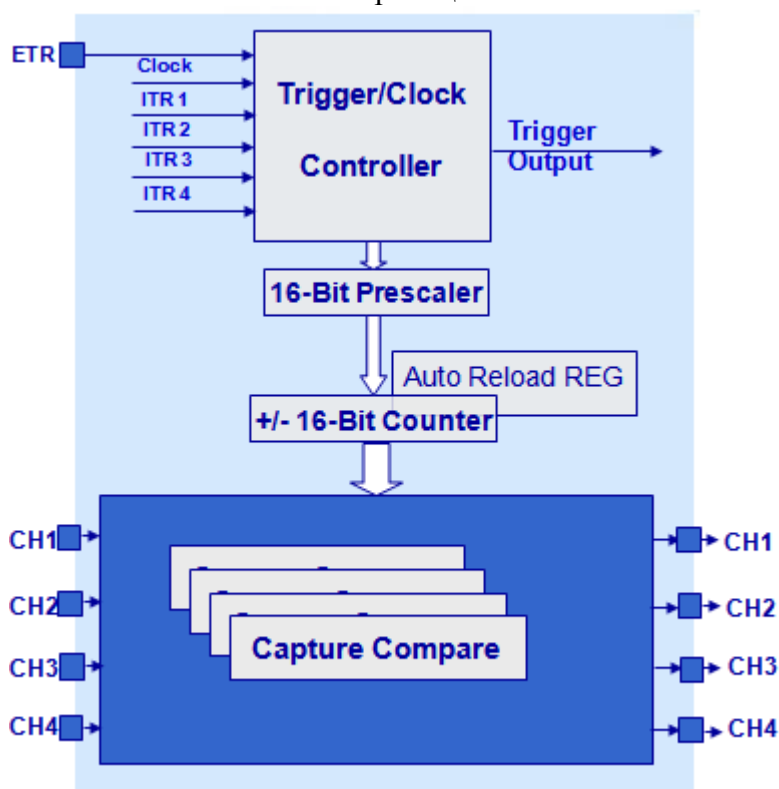 ETR
Clock
ITR 1
ITR 2
ITR 3
ITR 4
Trigger/Clock
Controller
Trigger
Output
16-Bit Prescaler
Auto Reload REG
+/- 16-Bit Counter
CH1
CH2
CH3
CH4
Capture Compare
CH1
CH2
CH3
CH4